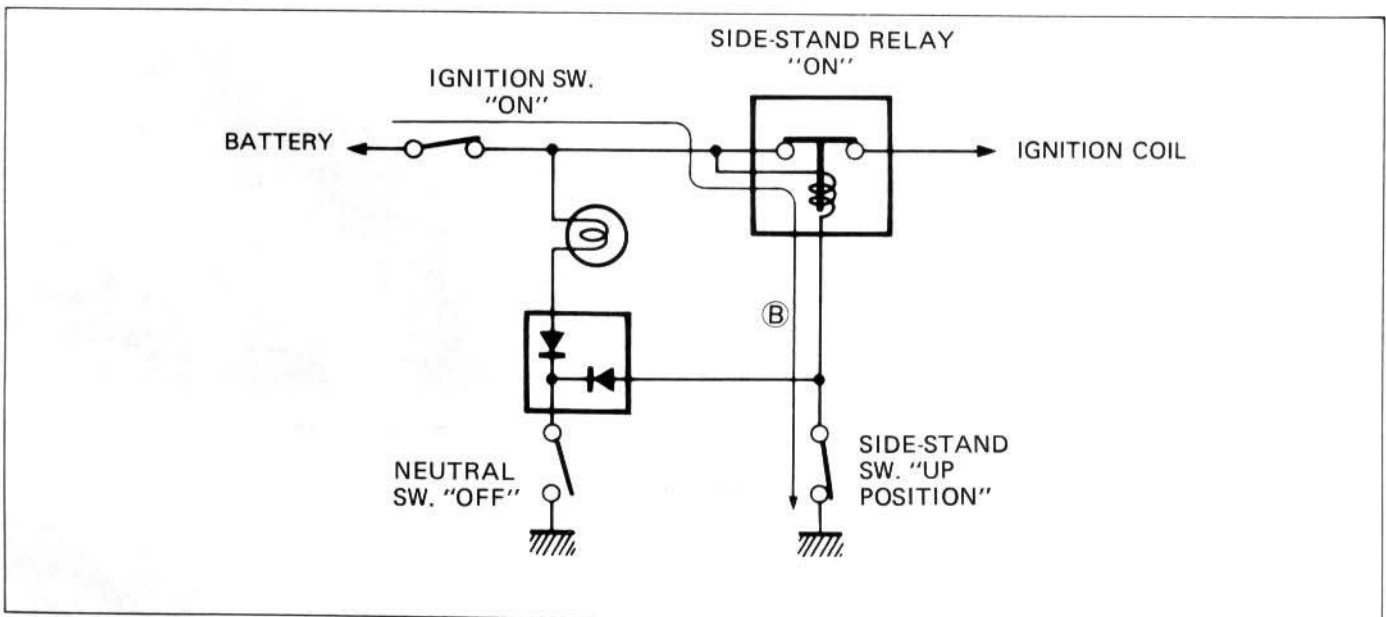 SIDE-STAND RELAY
"ON"
IGNITION SW.
"ON"
BATTERY
IGNITION COIL
Ⓑ
NEUTRAL
SW. "OFF"
SIDE-STAND
SW. "UP
POSITION"